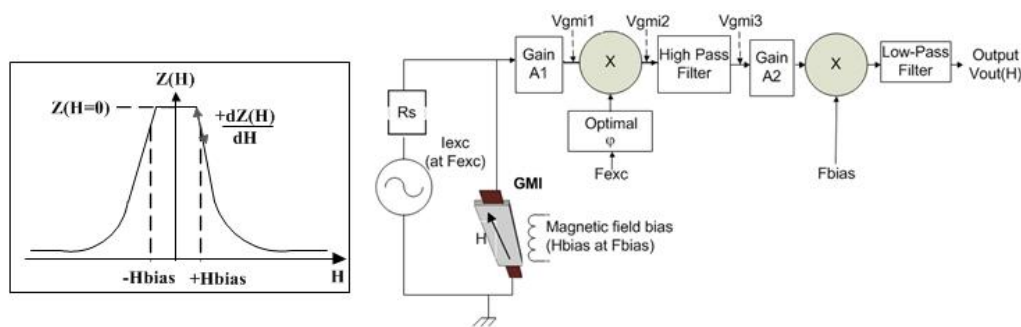 Z(H)
Z(H=0)
+dZ(H)
dH
-Hbias
+Hbias
H
Vgmi1
Vgmi2
Vgmi3
Gain
A1
X
High Pass
Filter
Gain
A2
X
Low-Pass
Filter
Output
Vout(H)
Rs
Iexc
(at Fexc)
Optimal
φ
Fexc
Fbias
GMI
H
Magnetic field bias
(Hbias at Fbias)